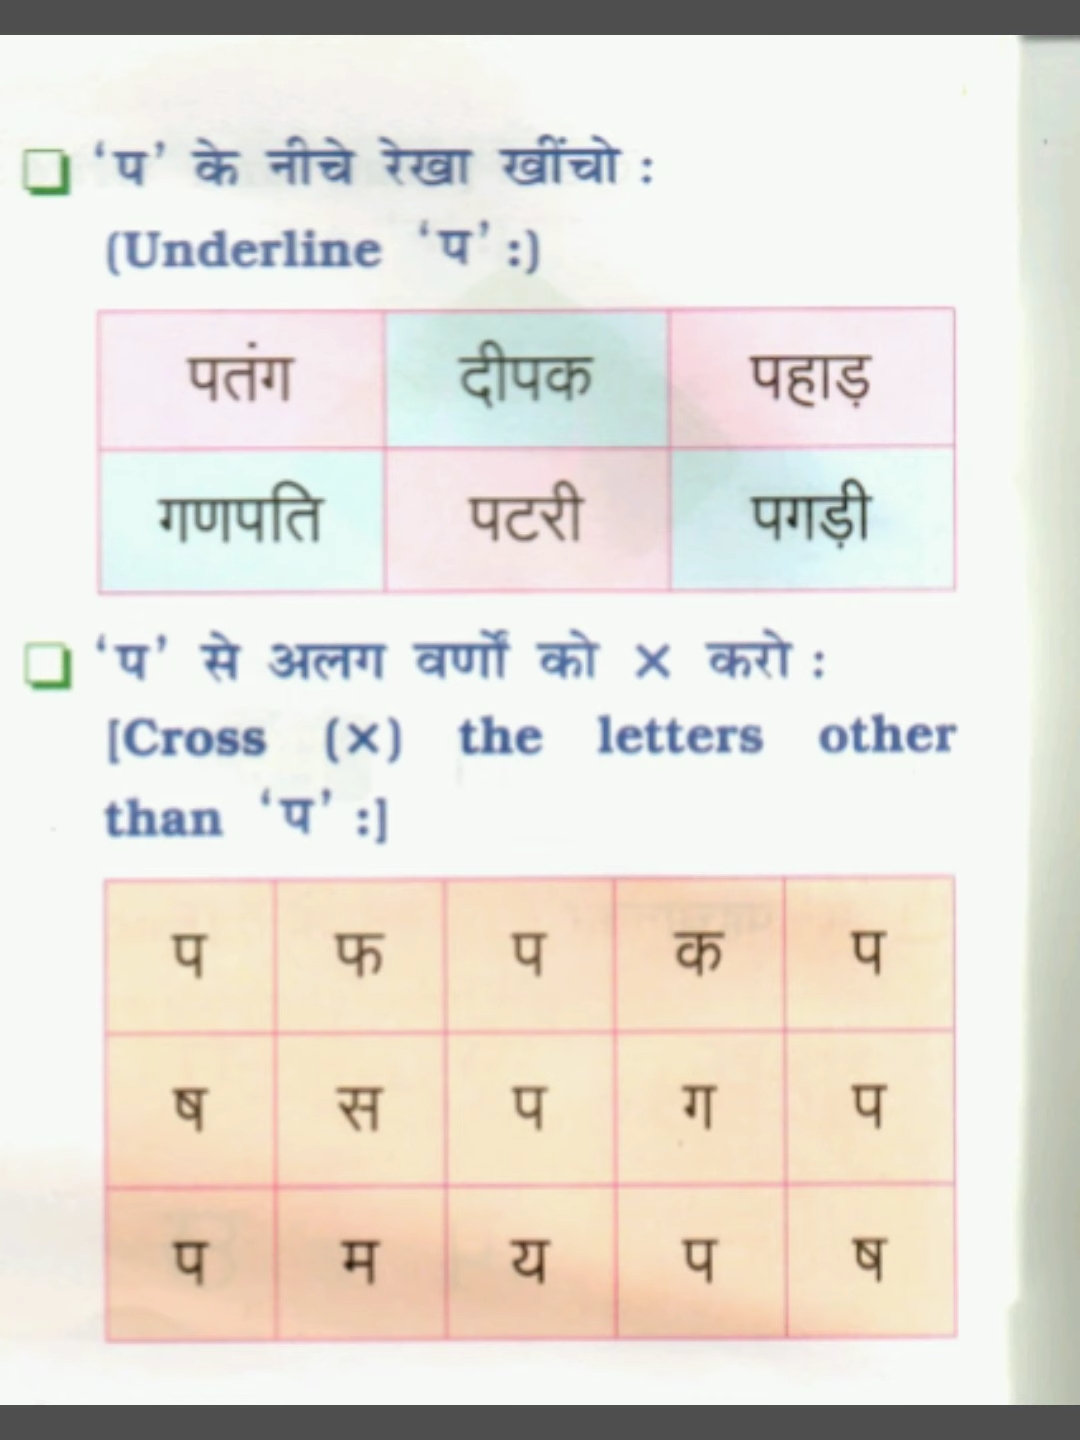 'प' के नीचे रेखा खींचो :
(Underline 'प' :)
पतंग दीपक पहाड़
गणपति पटरी पगड़ी
'प' से अलग वर्णों को × करो :
[Cross (×) the letters other
than 'प' :]
प फ प क प
ष स प ग प
प म य प ष